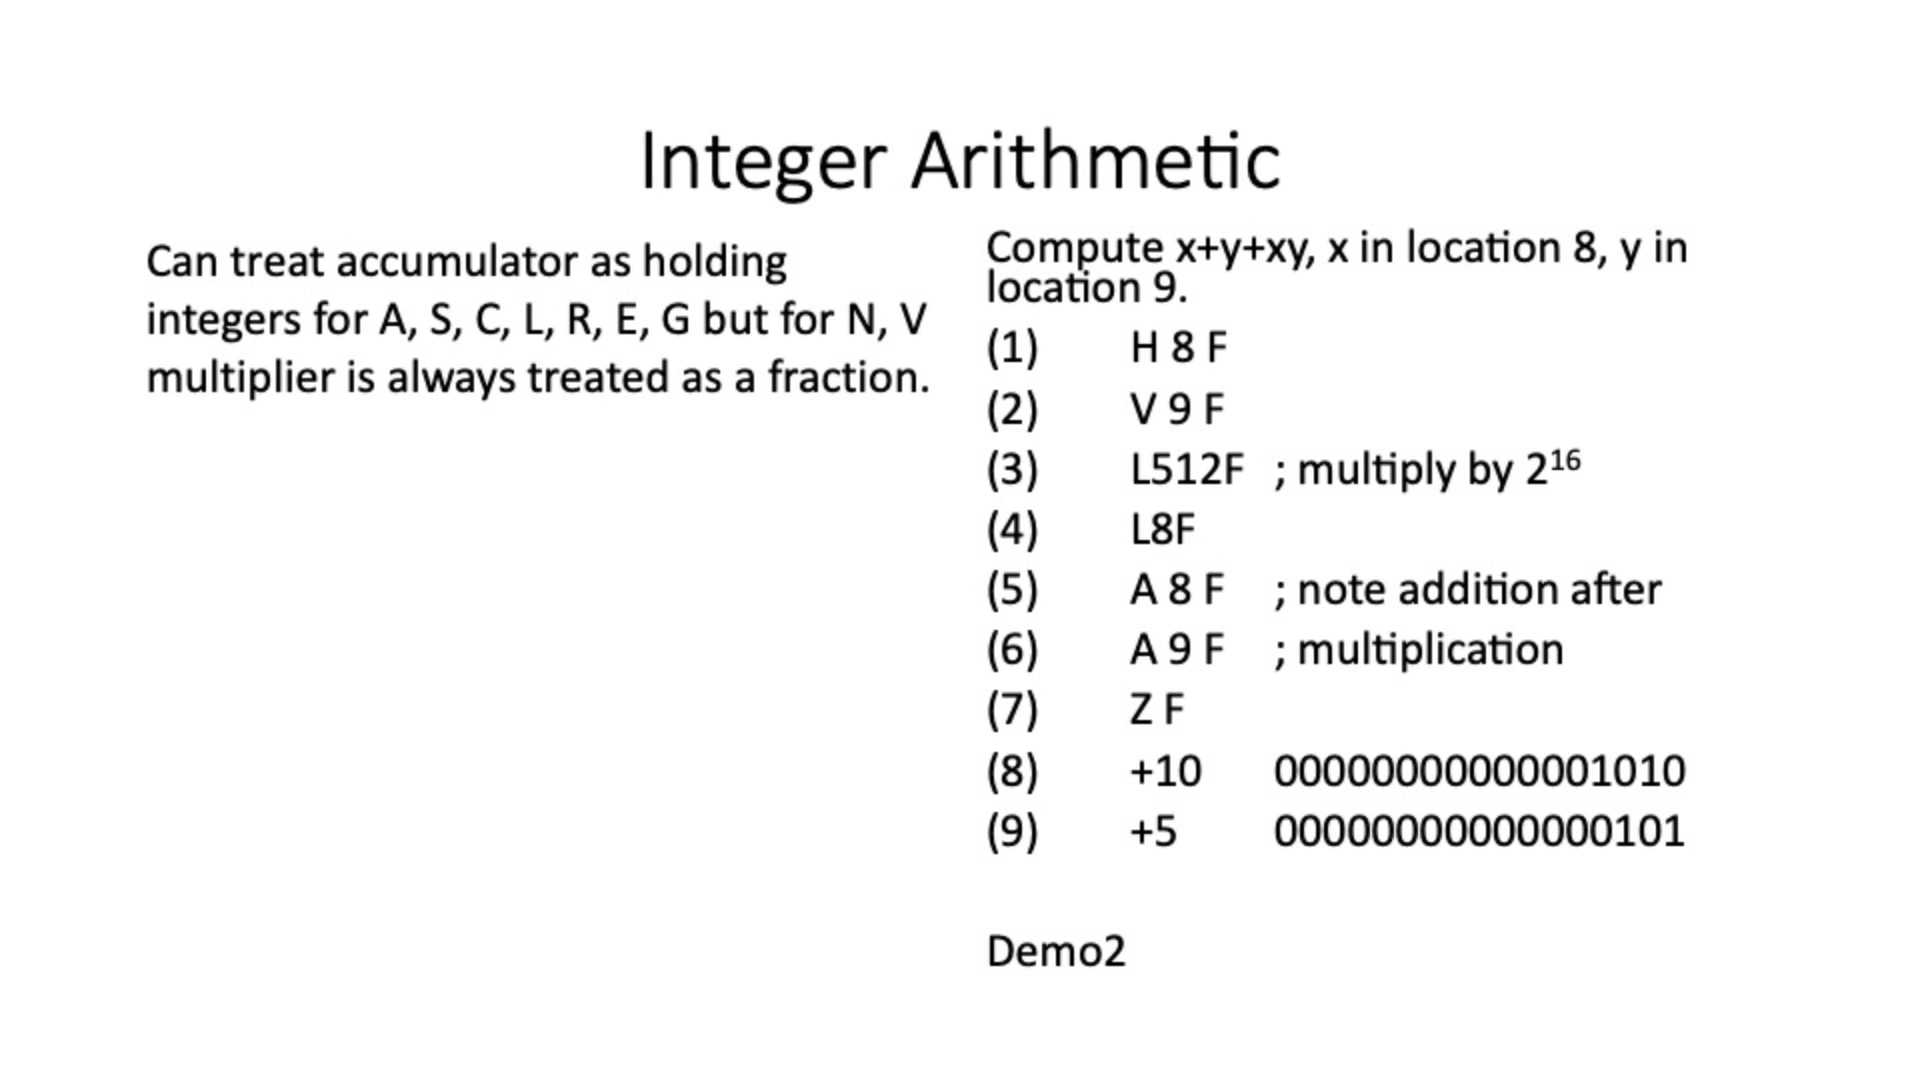 Integer Arithmetic
Can treat accumulator as holding
integers for A, S, C, L, R, E, G but for N, V
multiplier is always treated as a fraction.
Compute x+y+xy, x in location 8, y in
location 9.
(1) H 8 F
(2) V 9 F
(3) L512F ; multiply by 2¹⁶
(4) L8F
(5) A 8 F ; note addition after
(6) A 9 F ; multiplication
(7) Z F
(8) +10 00000000000001010
(9) +5 00000000000000101
Demo2